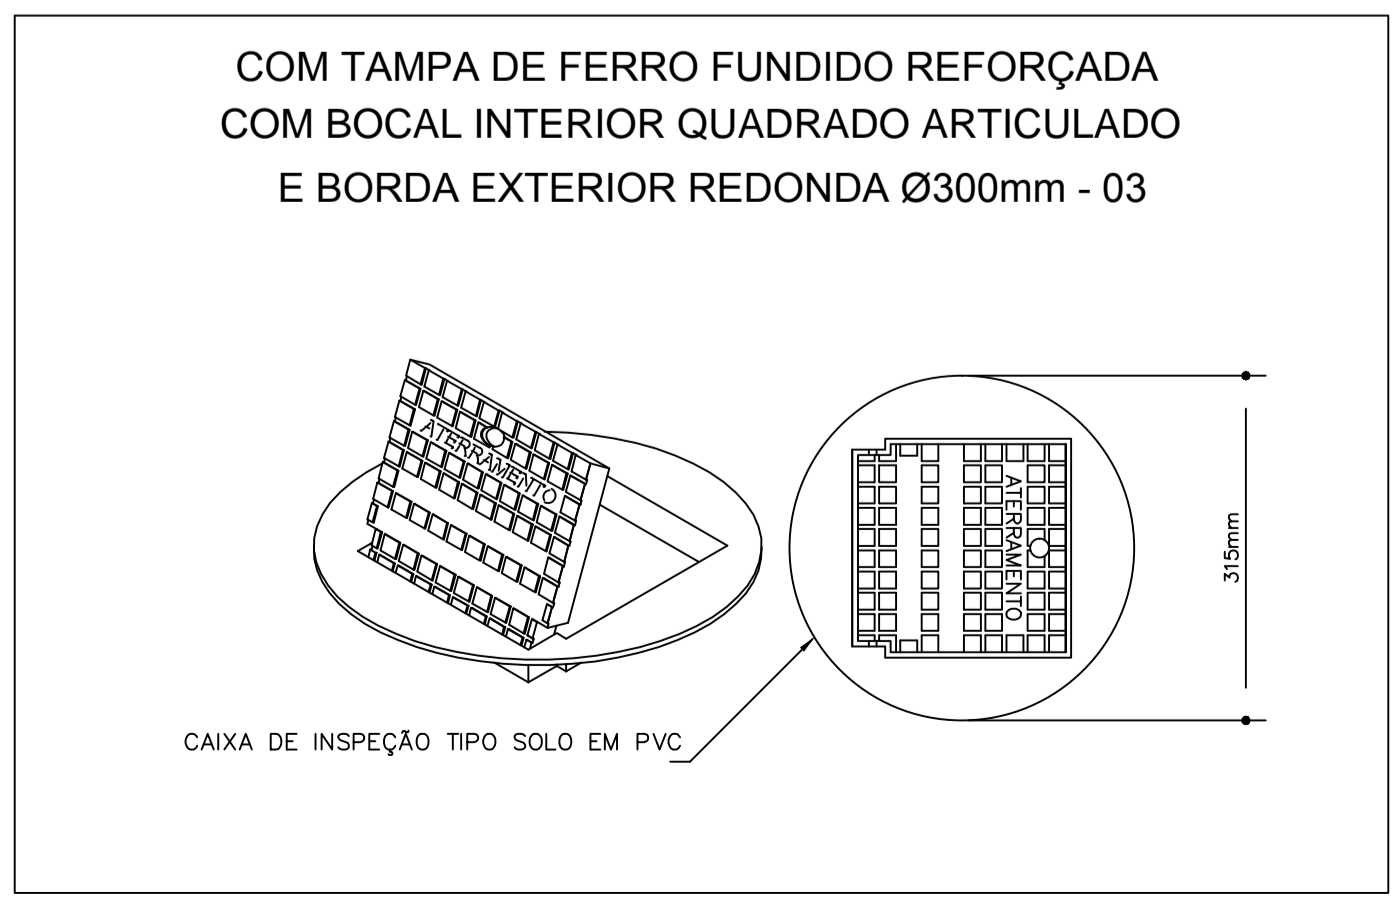 COM TAMPA DE FERRO FUNDIDO REFORÇADA
COM BOCAL INTERIOR QUADRADO ARTICULADO
E BORDA EXTERIOR REDONDA Ø300mm - 03
ATERRAMENTO
ATERRAMENTO
315mm
CAIXA DE INSPEÇÃO TIPO SOLO EM PVC